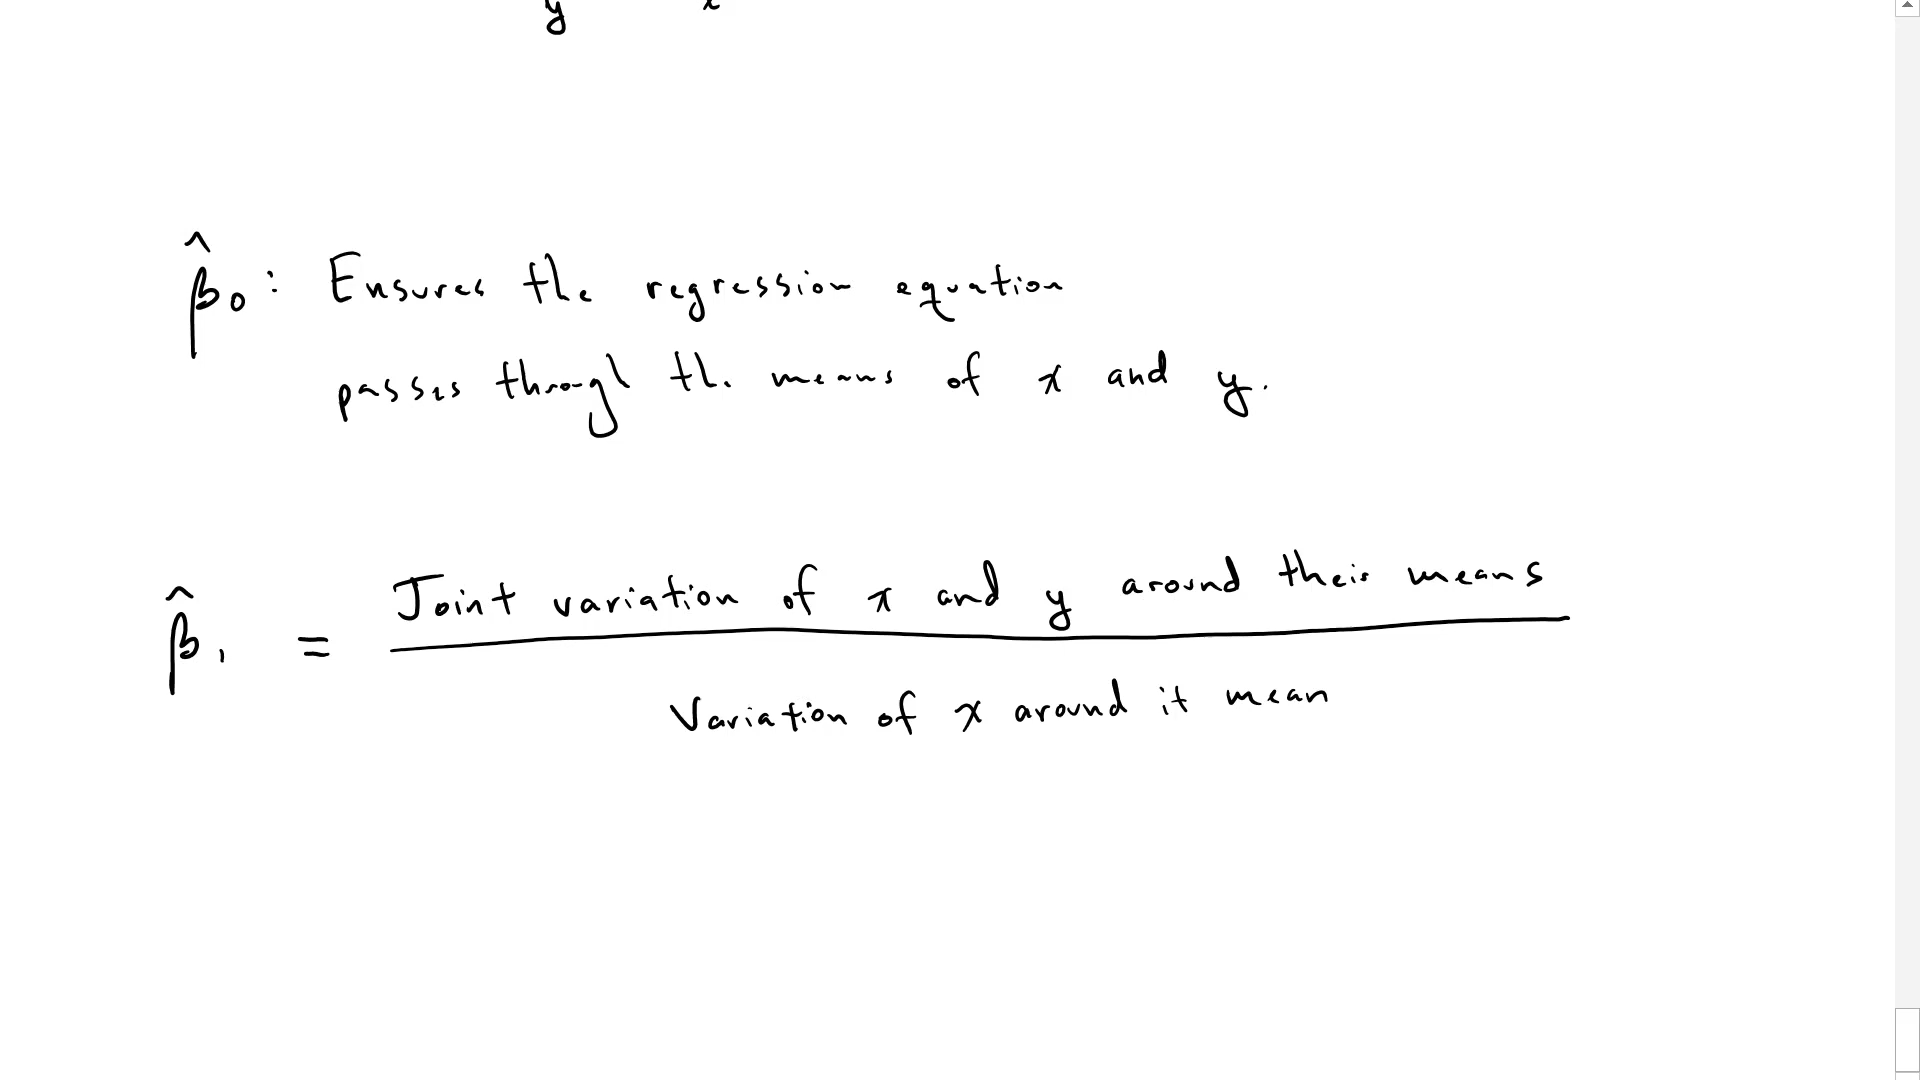 y x
β̂₀: Ensures the regression equation
passes through the means of x and y.
β̂₁ = Joint variation of x and y around their means
Variation of x around it mean